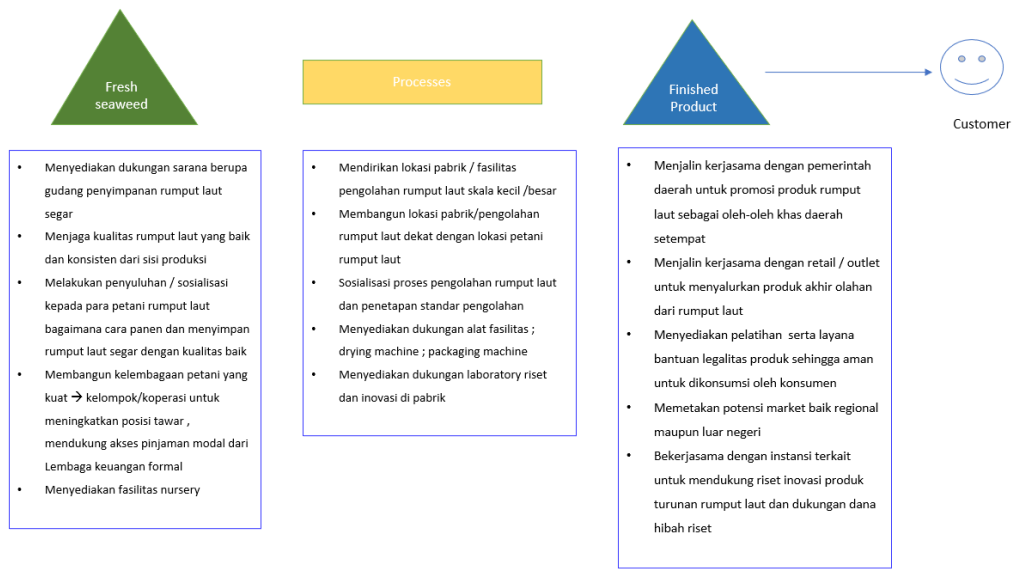 Fresh
seaweed
Processes
Finished
Product
Customer
• Menyediakan dukungan sarana berupa
gudang penyimpanan rumput laut
segar
• Menjaga kualitas rumput laut yang baik
dan konsisten dari sisi produksi
• Melakukan penyuluhan / sosialisasi
kepada para petani rumput laut
bagaimana cara panen dan menyimpan
rumput laut segar dengan kualitas baik
• Membangun kelembagaan petani yang
kuat → kelompok/koperasi untuk
meningkatkan posisi tawar ,
mendukung akses pinjaman modal dari
Lembaga keuangan formal
• Menyediakan fasilitas nursery
• Mendirikan lokasi pabrik / fasilitas
pengolahan rumput laut skala kecil /besar
• Membangun lokasi pabrik/pengolahan
rumput laut dekat dengan lokasi petani
rumput laut
• Sosialisasi proses pengolahan rumput laut
dan penetapan standar pengolahan
• Menyediakan dukungan alat fasilitas ;
drying machine ; packaging machine
• Menyediakan dukungan laboratory riset
dan inovasi di pabrik
• Menjalin kerjasama dengan pemerintah
daerah untuk promosi produk rumput
laut sebagai oleh-oleh khas daerah
setempat
• Menjalin kerjasama dengan retail / outlet
untuk menyalurkan produk akhir olahan
dari rumput laut
• Menyediakan pelatihan serta layana
bantuan legalitas produk sehingga aman
untuk dikonsumsi oleh konsumen
• Memetakan potensi market baik regional
maupun luar negeri
• Bekerjasama dengan instansi terkait
untuk mendukung riset inovasi produk
turunan rumput laut dan dukungan dana
hibah riset